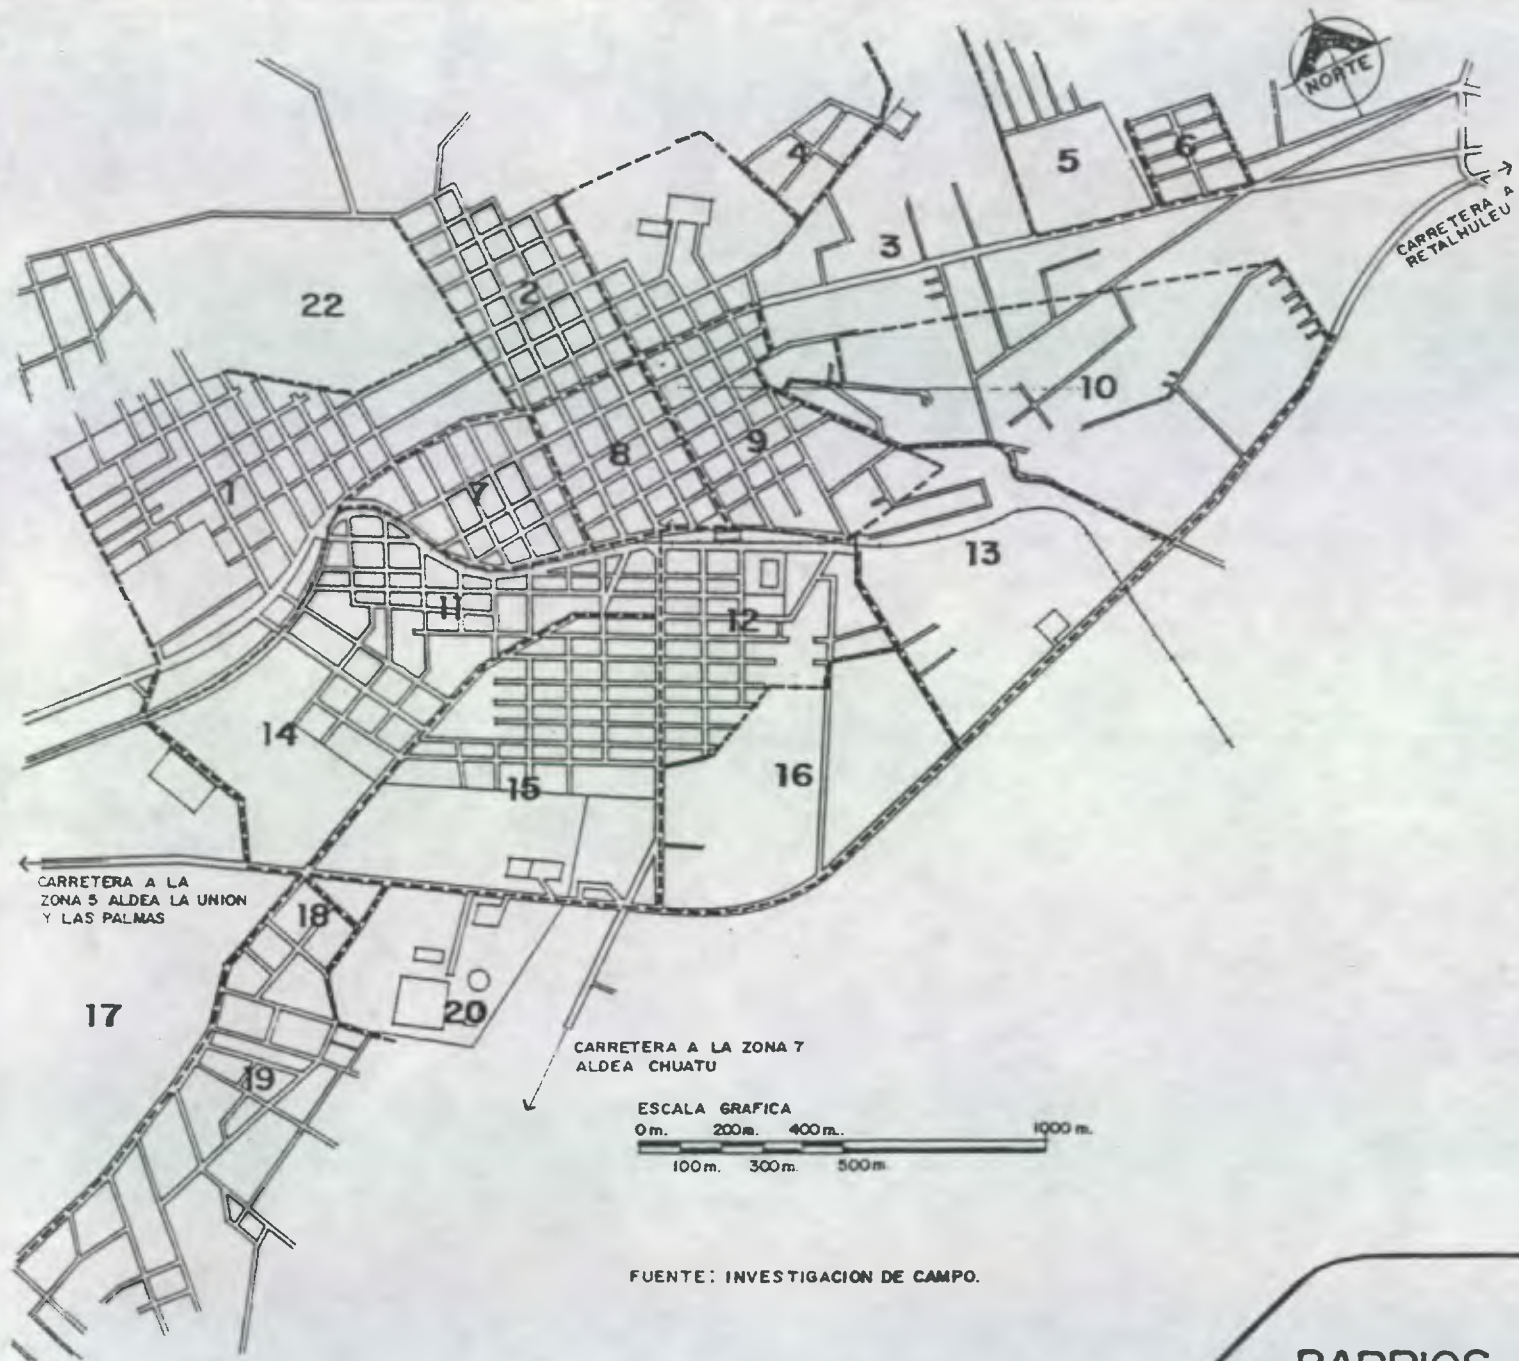 NORTE
4
5
6
CARRETERA A
RETALHULEU
3
22
2
10
8
9
1
7
13
11
12
14
16
15
CARRETERA A LA
ZONA 5 ALDEA LA UNION
Y LAS PALMAS
18
17
20
CARRETERA A LA ZONA 7
ALDEA CHUATU
19
ESCALA GRAFICA
0m. 200m. 400m. 1000 m.
100m. 300m. 500m
FUENTE: INVESTIGACION DE CAMPO.
BARRIOS